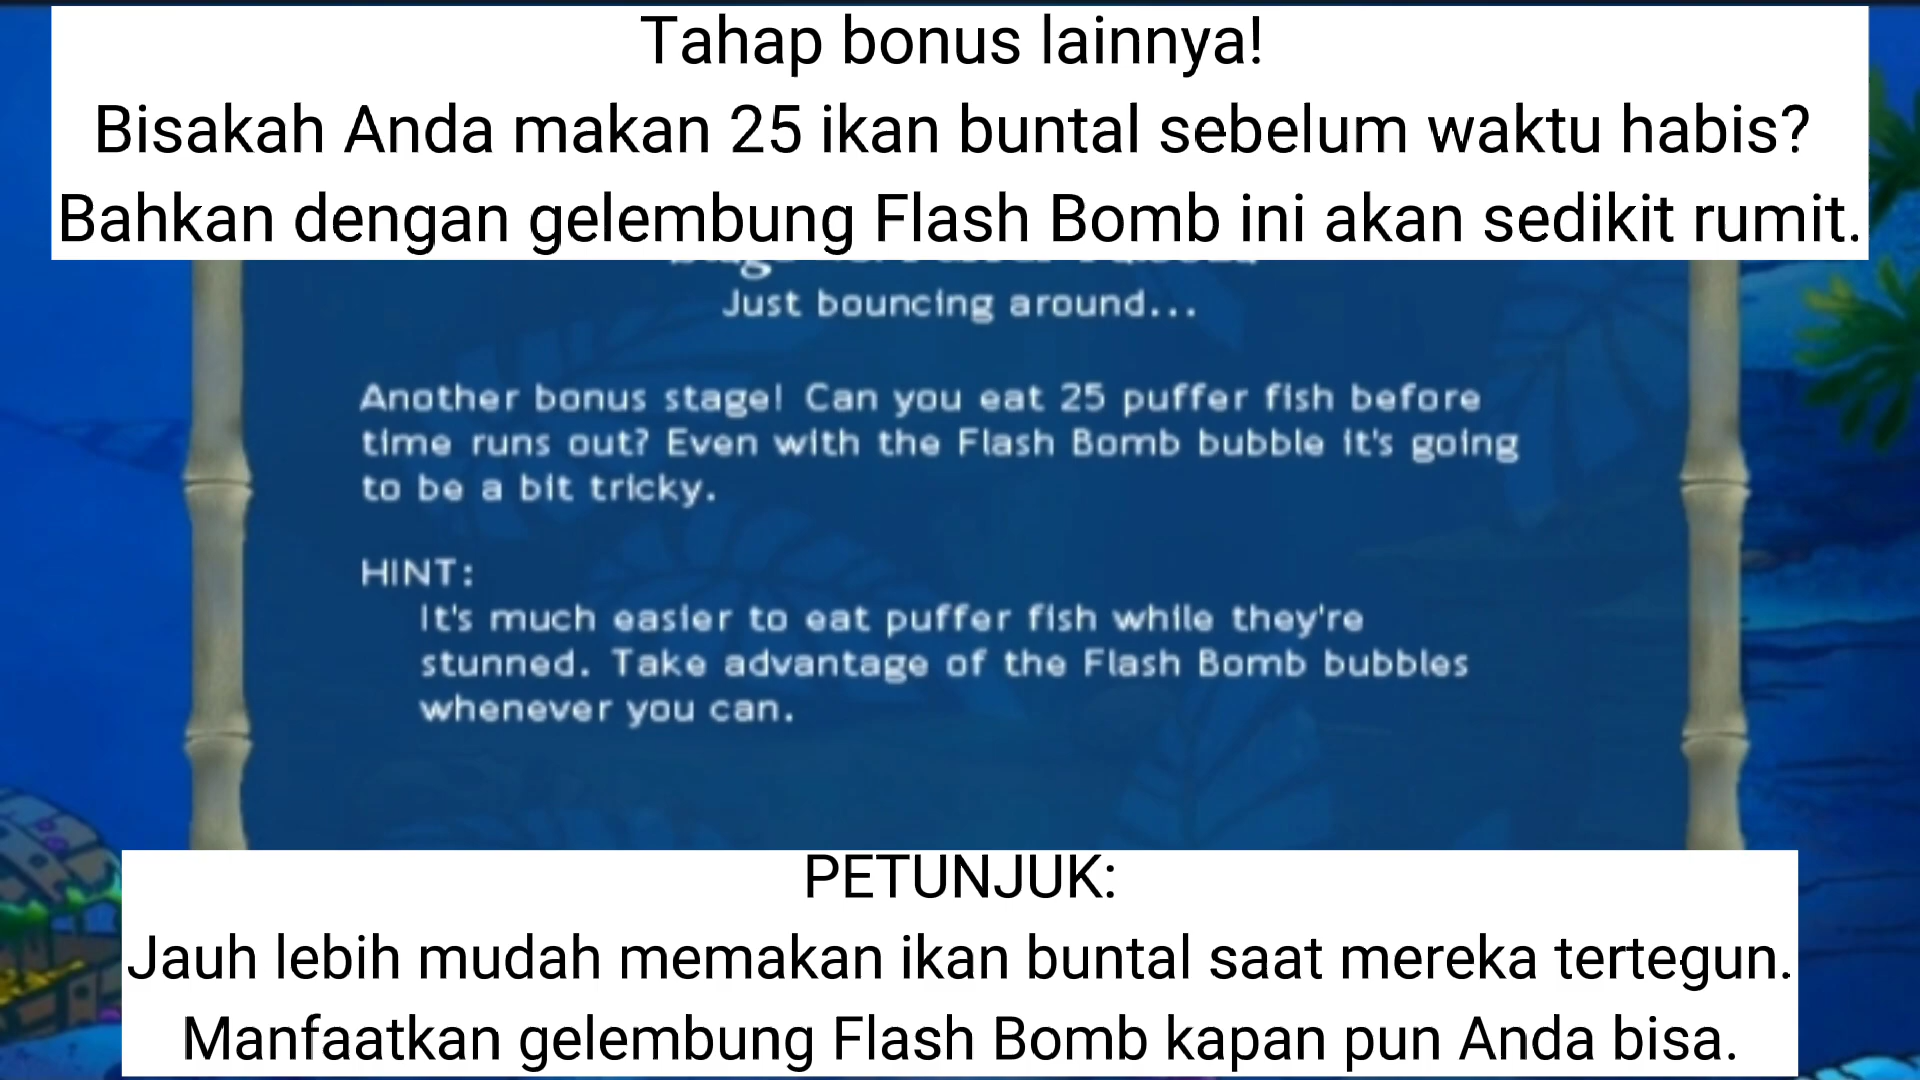 Tahap bonus lainnya!
Bisakah Anda makan 25 ikan buntal sebelum waktu habis?
Bahkan dengan gelembung Flash Bomb ini akan sedikit rumit.
Just bouncing around...
Another bonus stage! Can you eat 25 puffer fish before
time runs out? Even with the Flash Bomb bubble it's going
to be a bit tricky.
HINT:
It's much easier to eat puffer fish while they're
stunned. Take advantage of the Flash Bomb bubbles
whenever you can.
PETUNJUK:
Jauh lebih mudah memakan ikan buntal saat mereka tertegun.
Manfaatkan gelembung Flash Bomb kapan pun Anda bisa.